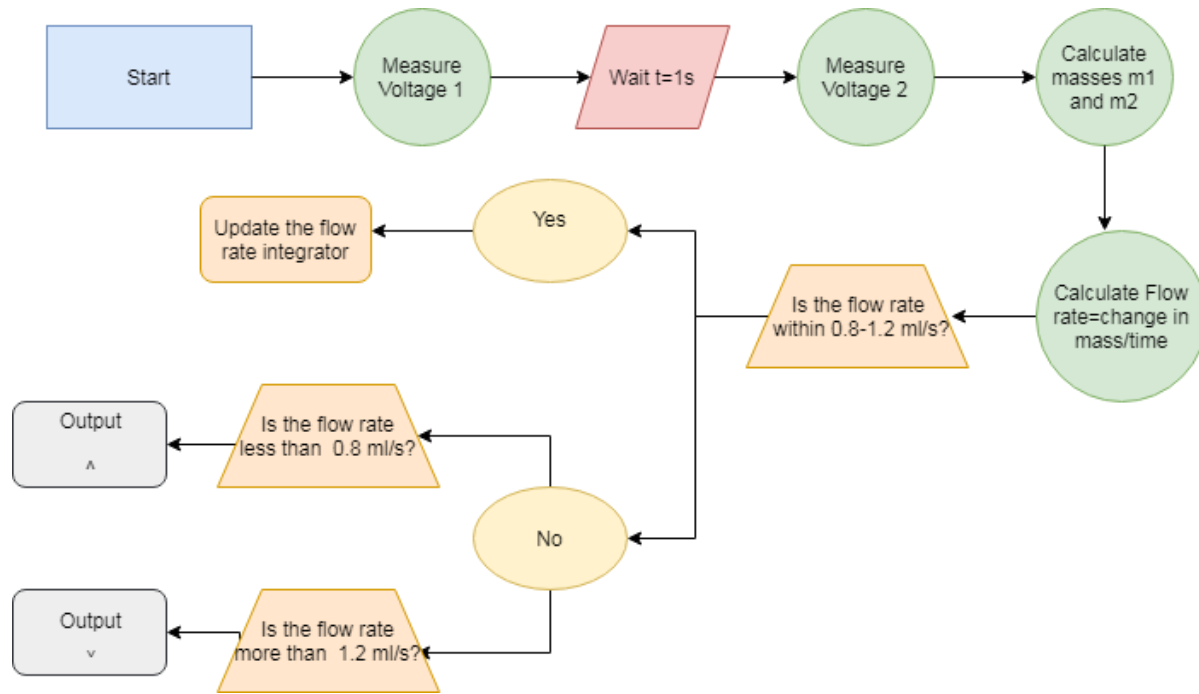 Start
Measure
Voltage 1
Wait t=1s
Measure
Voltage 2
Calculate
masses m1
and m2
Calculate Flow
rate=change in
mass/time
Is the flow rate
within 0.8-1.2 ml/s?
Yes
Update the flow
rate integrator
No
Is the flow rate
less than 0.8 ml/s?
Output
^
Is the flow rate
more than 1.2 ml/s?
Output
v